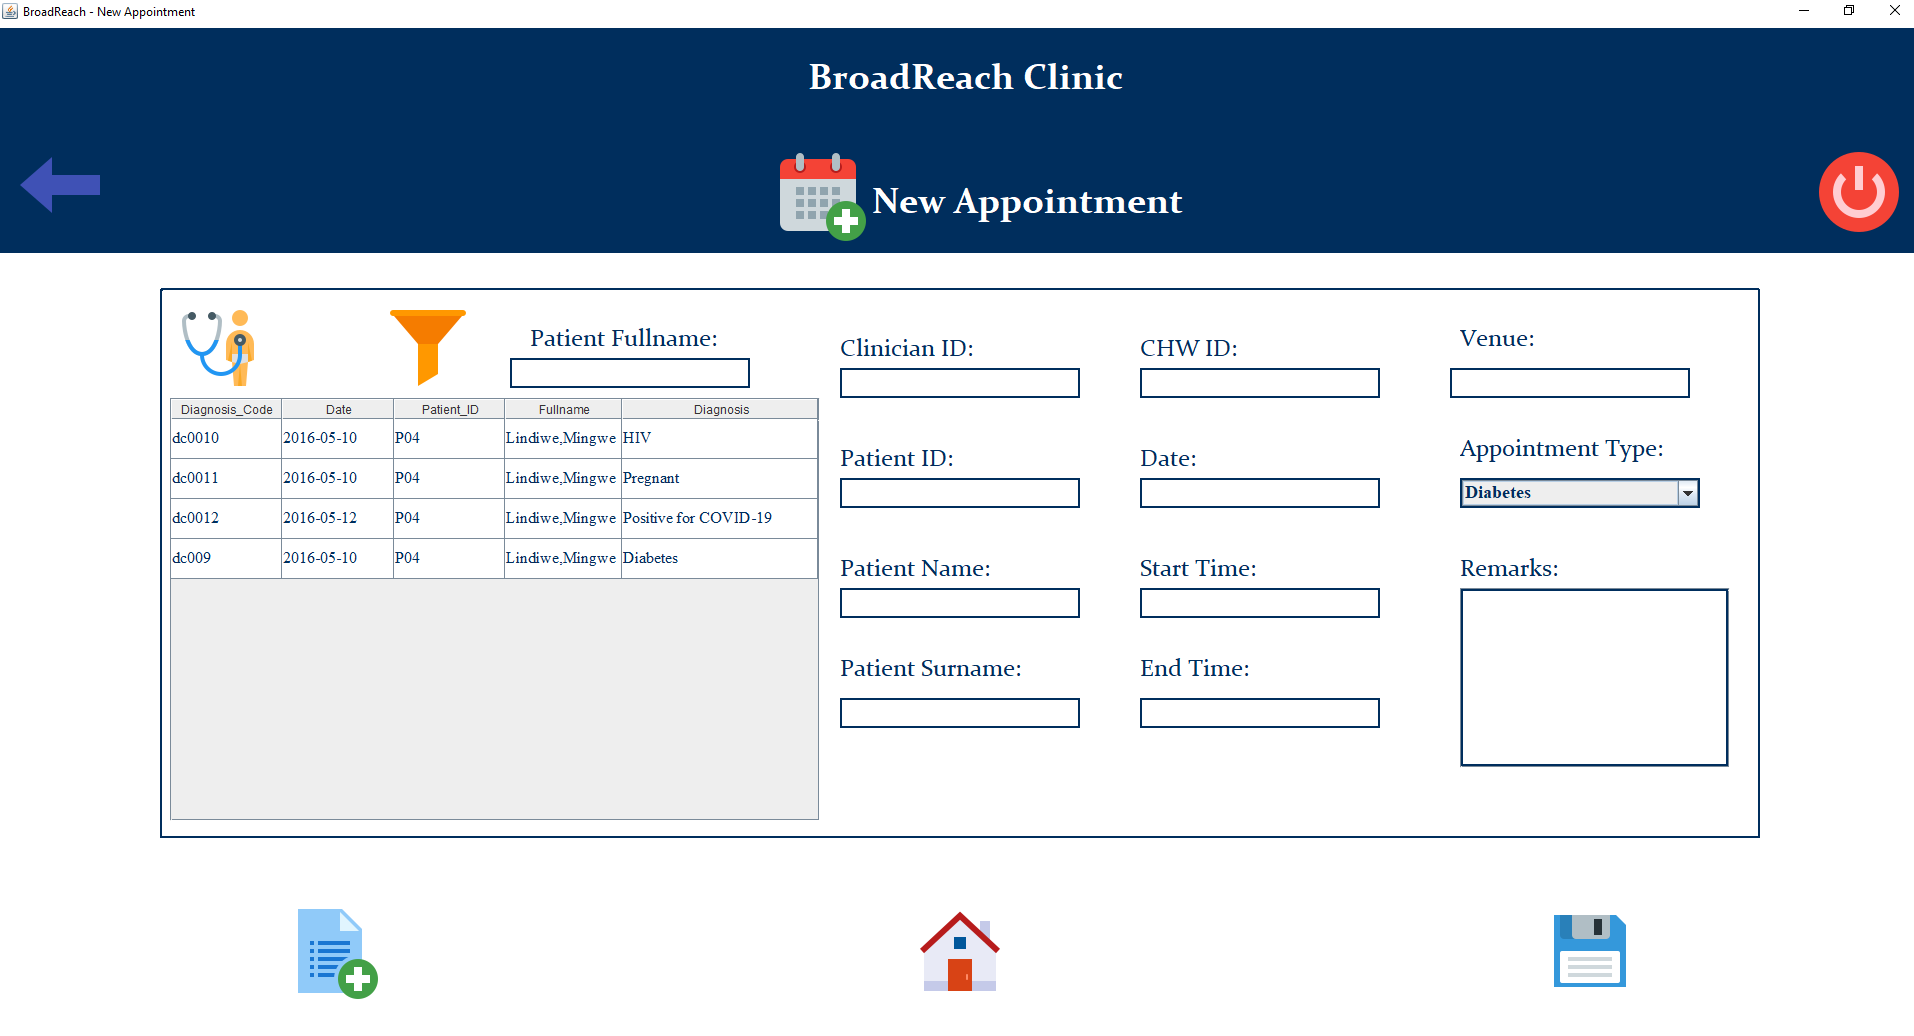 BroadReach - New Appointment
BroadReach Clinic
New Appointment
Patient Fullname:
Diagnosis_Code Date Patient_ID Fullname Diagnosis
dc0010 2016-05-10 P04 Lindiwe,Mingwe HIV
dc0011 2016-05-10 P04 Lindiwe,Mingwe Pregnant
dc0012 2016-05-12 P04 Lindiwe,Mingwe Positive for COVID-19
dc009 2016-05-10 P04 Lindiwe,Mingwe Diabetes
Clinician ID:
Patient ID:
Patient Name:
Patient Surname:
CHW ID:
Date:
Start Time:
End Time:
Venue:
Appointment Type:
Diabetes
Remarks: